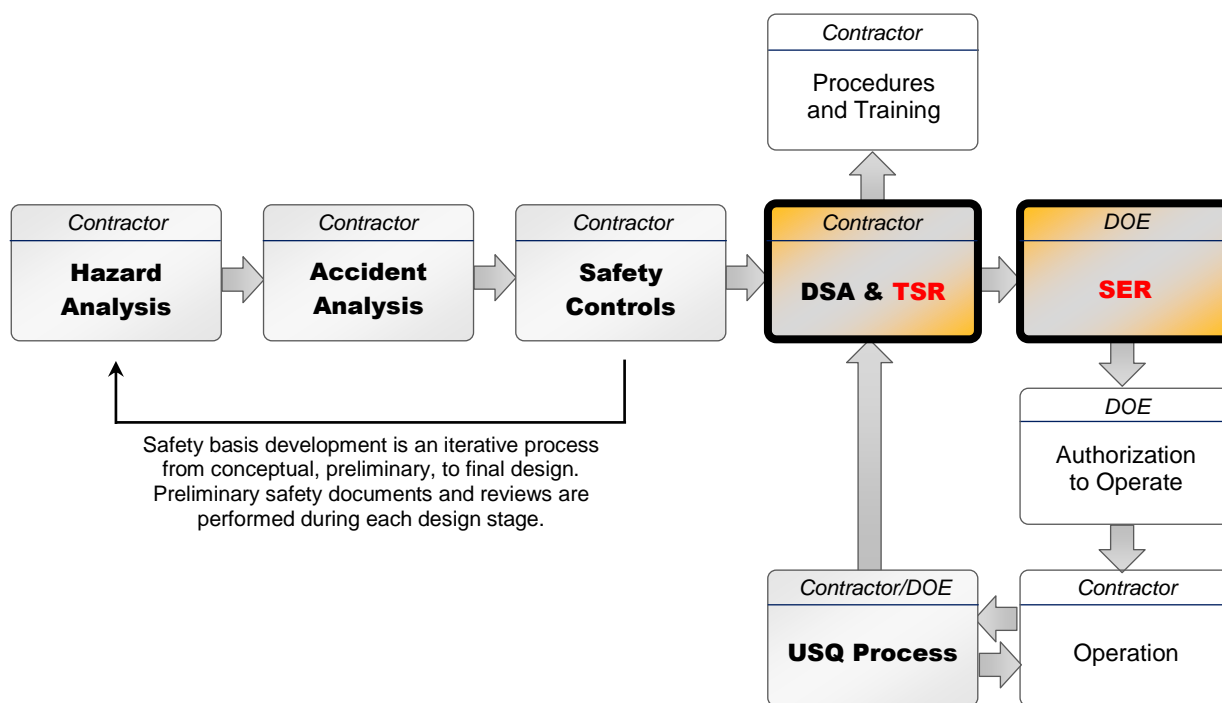 Contractor
Procedures
and Training
Contractor
Hazard
Analysis
Contractor
Accident
Analysis
Contractor
Safety
Controls
Contractor
DSA & TSR
DOE
SER
Safety basis development is an iterative process
from conceptual, preliminary, to final design.
Preliminary safety documents and reviews are
performed during each design stage.
DOE
Authorization
to Operate
Contractor/DOE
USQ Process
Contractor
Operation